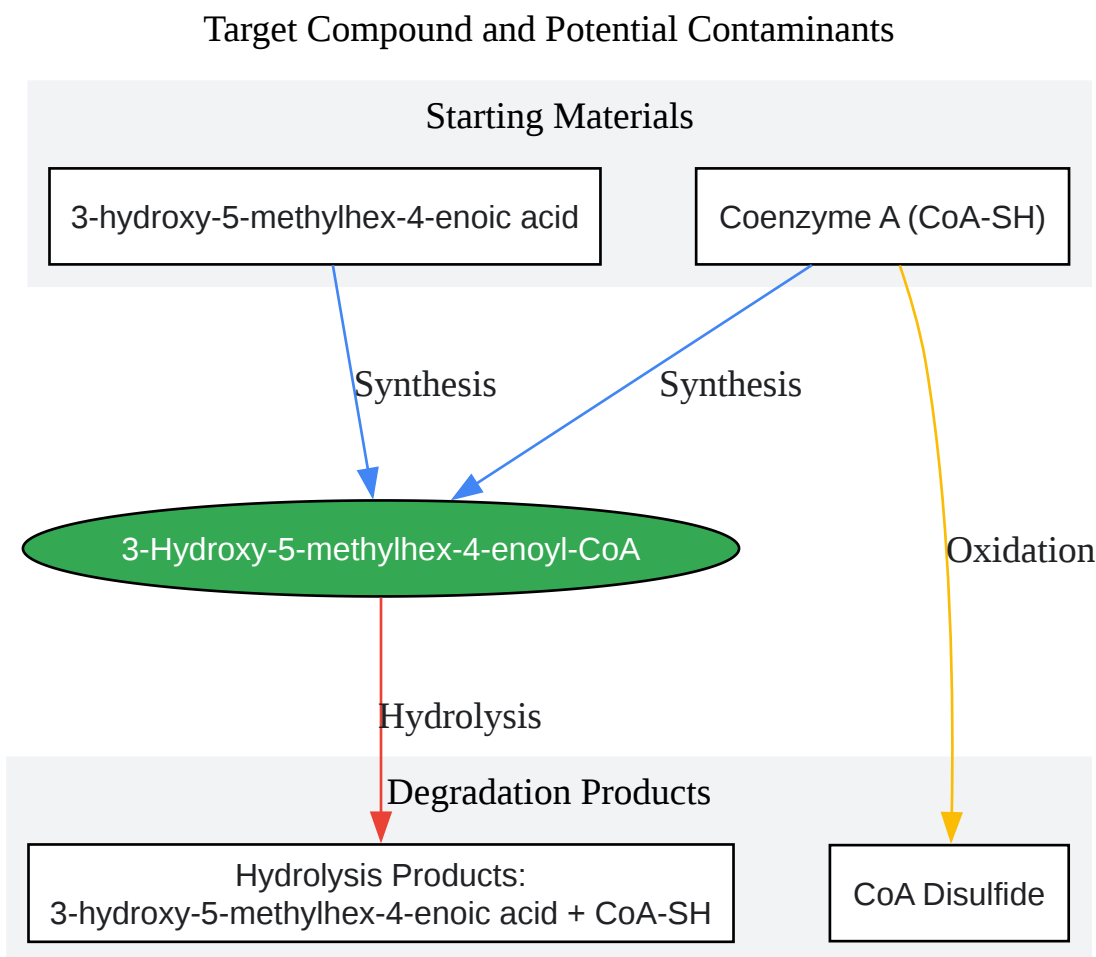 Target Compound and Potential Contaminants
Starting Materials
3-hydroxy-5-methylhex-4-enoic acid
Coenzyme A (CoA-SH)
Synthesis
Synthesis
3-Hydroxy-5-methylhex-4-enoyl-CoA
Oxidation
Hydrolysis
Degradation Products
Hydrolysis Products:
3-hydroxy-5-methylhex-4-enoic acid + CoA-SH
CoA Disulfide